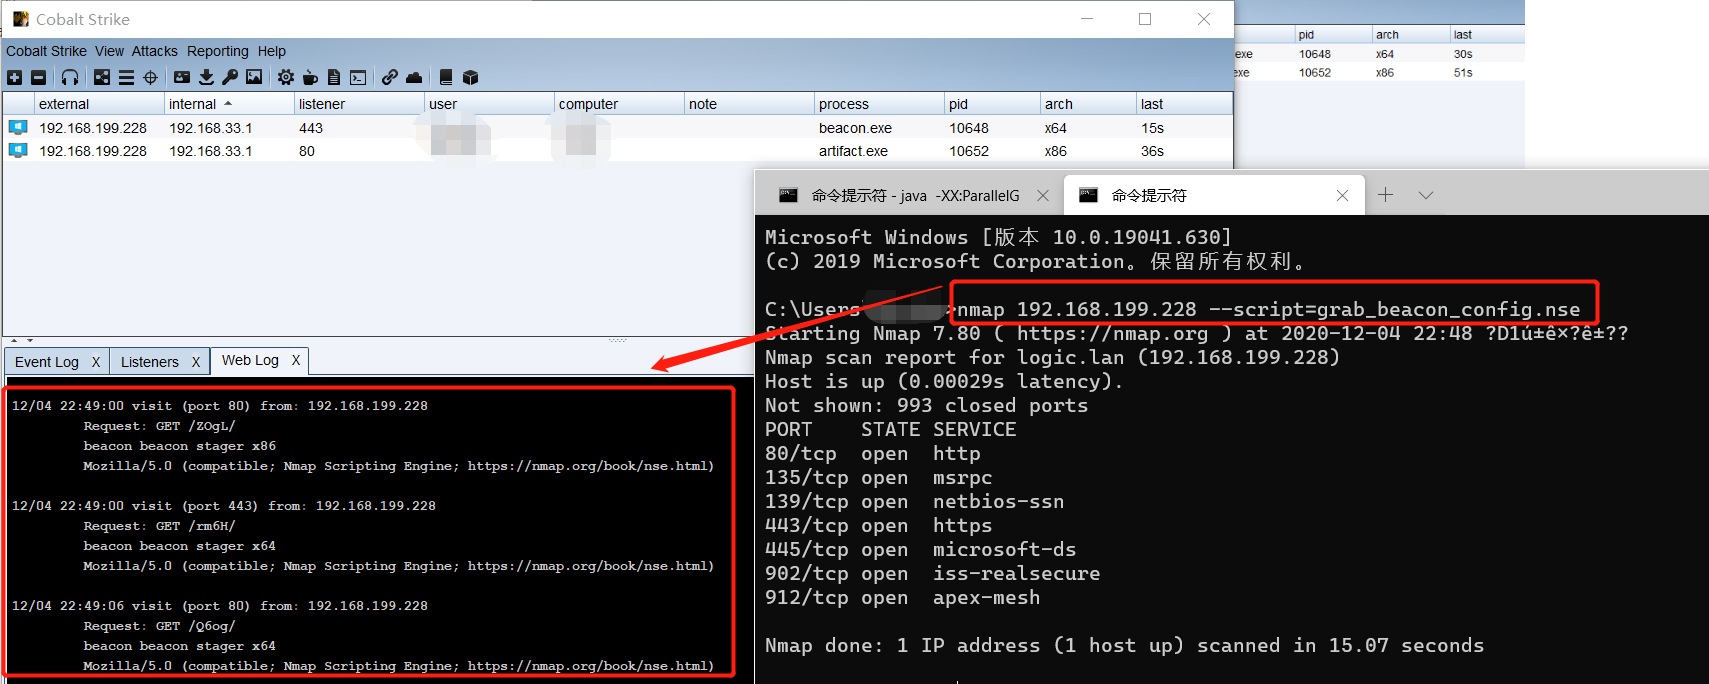 Cobalt Strike
Cobalt Strike View Attacks Reporting Help
external internal listener user computer note process pid arch last
192.168.199.228 192.168.33.1 443 beacon.exe 10648 x64 15s
192.168.199.228 192.168.33.1 80 artifact.exe 10652 x86 36s
pid arch last
exe 10648 x64 30s
exe 10652 x86 51s
Event Log X Listeners X Web Log X
12/04 22:49:00 visit (port 80) from: 192.168.199.228
Request: GET /ZOgL/
beacon beacon stager x86
Mozilla/5.0 (compatible; Nmap Scripting Engine; https://nmap.org/book/nse.html)
12/04 22:49:00 visit (port 443) from: 192.168.199.228
Request: GET /rm6H/
beacon beacon stager x64
Mozilla/5.0 (compatible; Nmap Scripting Engine; https://nmap.org/book/nse.html)
12/04 22:49:06 visit (port 80) from: 192.168.199.228
Request: GET /Q6og/
beacon beacon stager x64
Mozilla/5.0 (compatible; Nmap Scripting Engine; https://nmap.org/book/nse.html)
命令提示符 - java -XX:ParallelG
命令提示符
Microsoft Windows [版本 10.0.19041.630]
(c) 2019 Microsoft Corporation。保留所有权利。
C:\Users >nmap 192.168.199.228 --script=grab_beacon_config.nse
Starting Nmap 7.80 ( https://nmap.org ) at 2020-12-04 22:48 ?D1ú±ê×?ê±??
Nmap scan report for logic.lan (192.168.199.228)
Host is up (0.00029s latency).
Not shown: 993 closed ports
PORT STATE SERVICE
80/tcp open http
135/tcp open msrpc
139/tcp open netbios-ssn
443/tcp open https
445/tcp open microsoft-ds
902/tcp open iss-realsecure
912/tcp open apex-mesh
Nmap done: 1 IP address (1 host up) scanned in 15.07 seconds